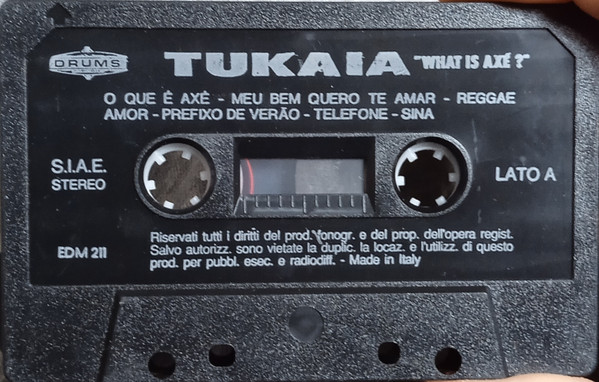 DRUMS
TUKAIA "WHAT IS AXÉ ?"
O QUE É AXÉ - MEU BEM QUERO TE AMAR - REGGAE
AMOR - PREFIXO DE VERÃO - TELEFONE - SINA
S.I.A.E.
STEREO
LATO A
EDM 211
Riservati tutti i diritti del prod. fonogr. e del prop. dell'opera regist.
Salvo autorizz. sono vietate la duplic. la locaz. e l'utilizz. di questo
prod. per pubbl. esec. e radiodiff. - Made in Italy